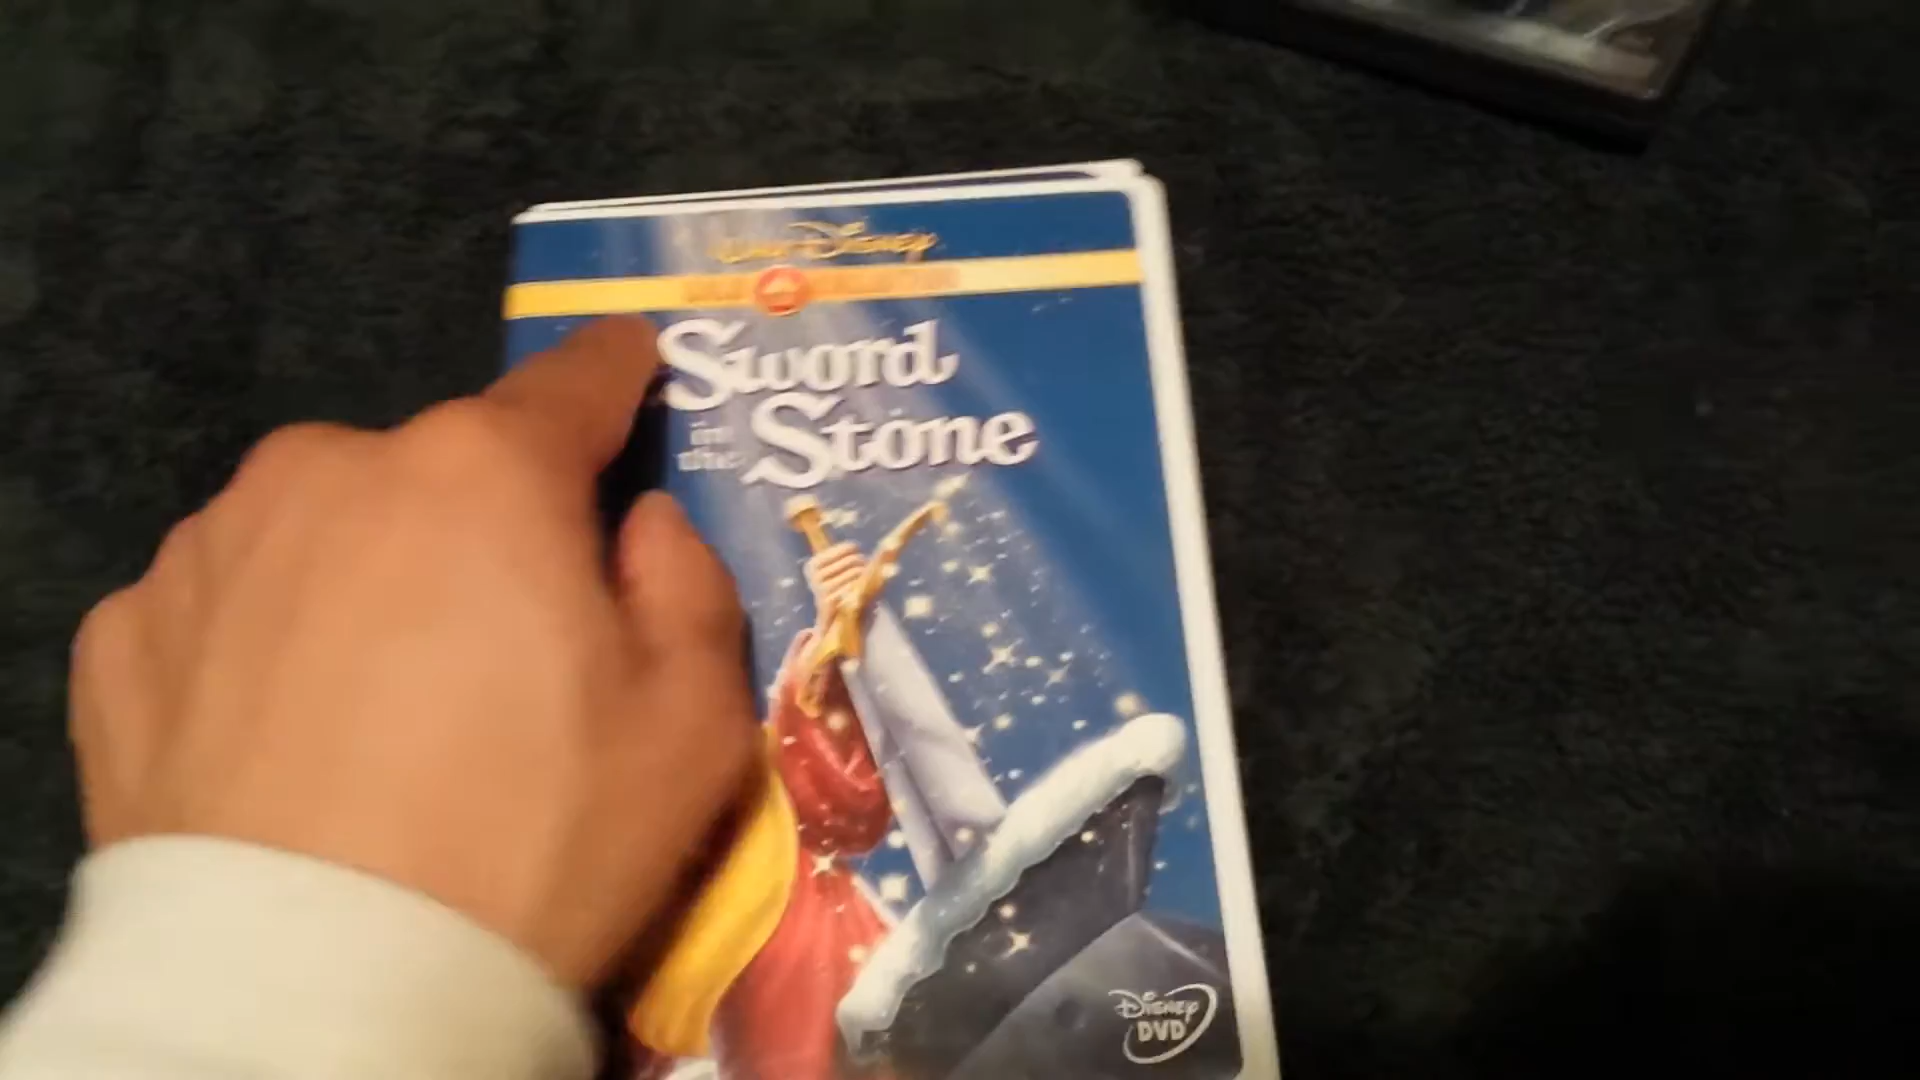 Walt Disney
Sword
in
the Stone
Disney
DVD